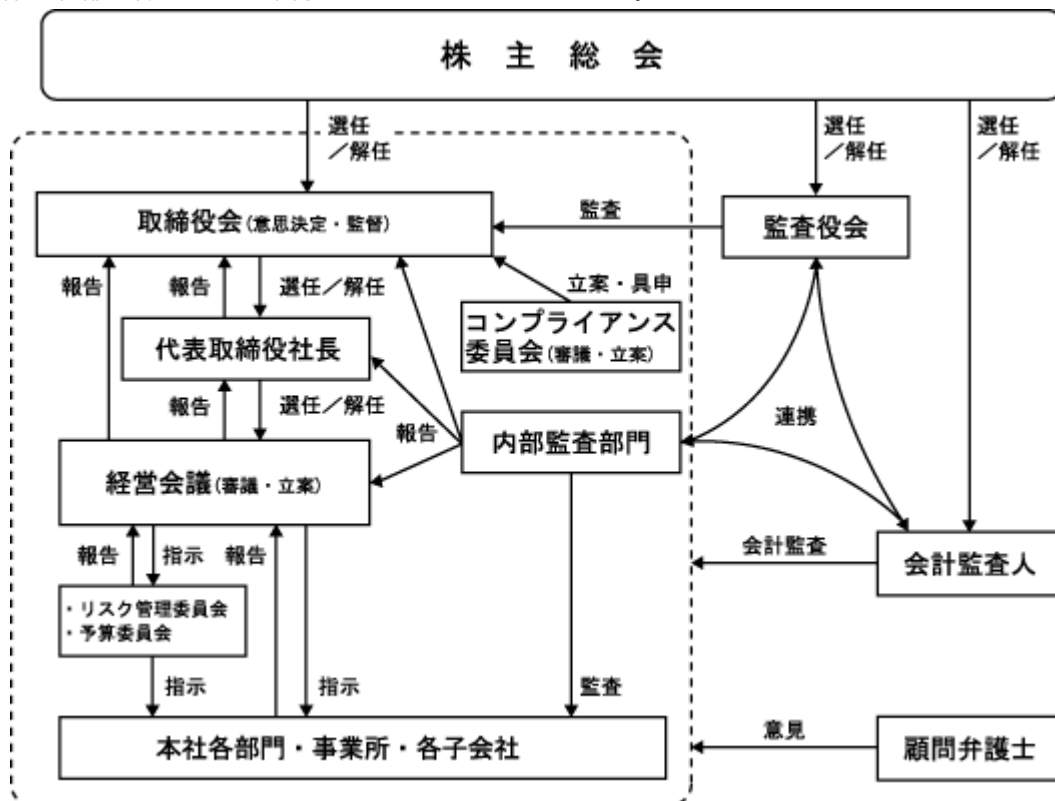 株 主 総 会
選任
／解任
選任
／解任
選任
／解任
取締役会(意思決定・監督)
監査
監査役会
報告
報告
選任／解任
立案・具申
コンプライアンス
委員会(審議・立案)
代表取締役社長
報告
選任／解任
報告
内部監査部門
連携
経営会議(審議・立案)
報告
指示
報告
会計監査
会計監査人
・リスク管理委員会
・予算委員会
指示
指示
監査
本社各部門・事業所・各子会社
意見
顧問弁護士